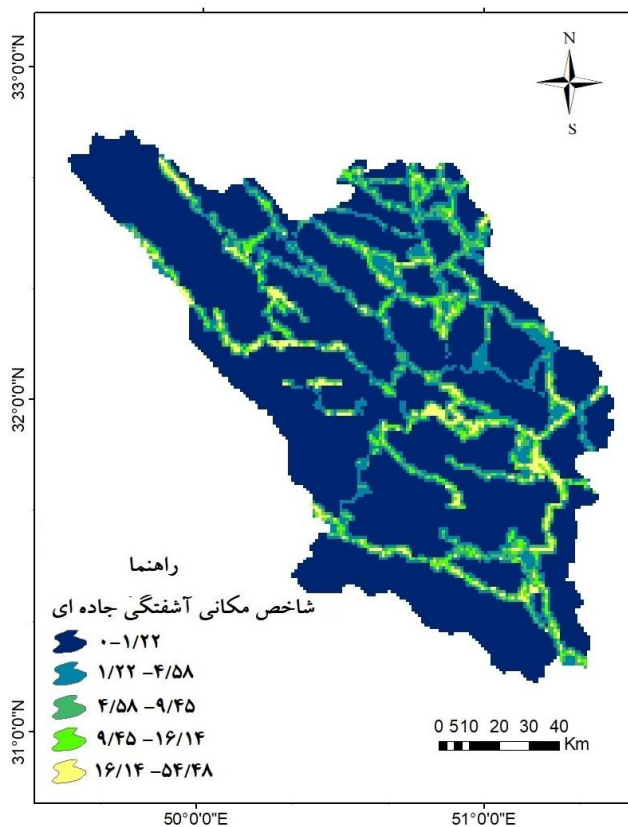 N
S
33°0'0"N
32°0'0"N
31°0'0"N
راهنما
شاخص مکانی آشفتگی جاده ای
۰-۱/۲۲
۱/۲۲ -۴/۵۸
۴/۵۸ -۹/۴۵
۹/۴۵ -۱۶/۱۴
۱۶/۱۴ -۵۴/۴۸
0 510 20 30 40
Km
50°0'0"E
51°0'0"E